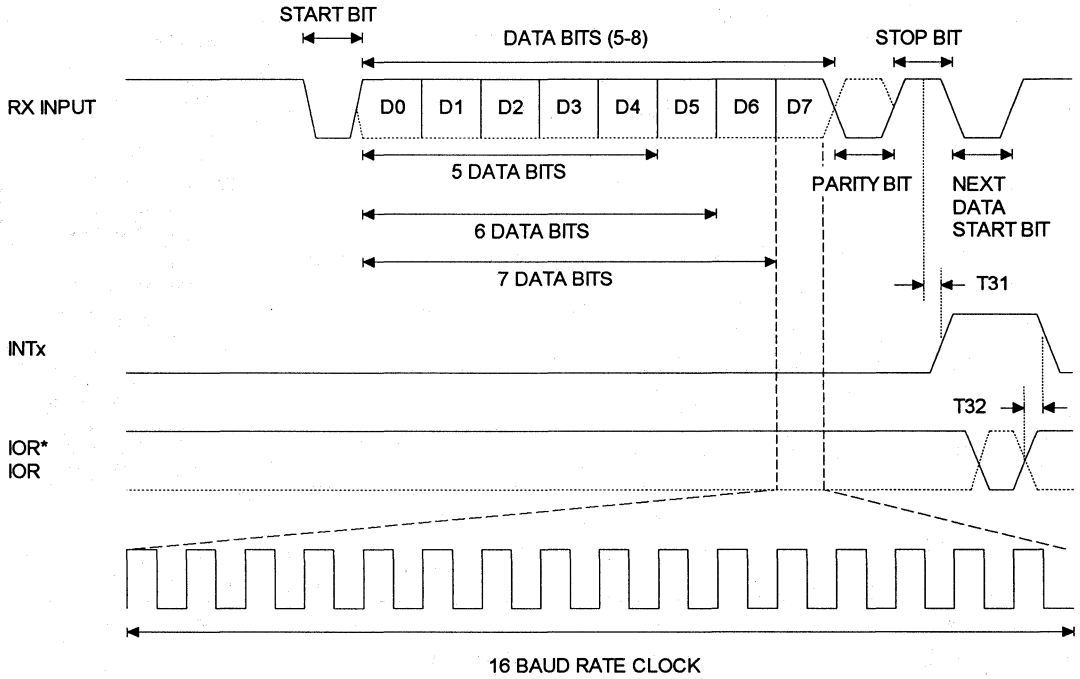 START BIT
DATA BITS (5-8)
STOP BIT
RX INPUT
D0 D1 D2 D3 D4 D5 D6 D7
5 DATA BITS
PARITY BIT
NEXT
DATA
START BIT
6 DATA BITS
7 DATA BITS
T31
INTx
T32
IOR*
IOR
16 BAUD RATE CLOCK